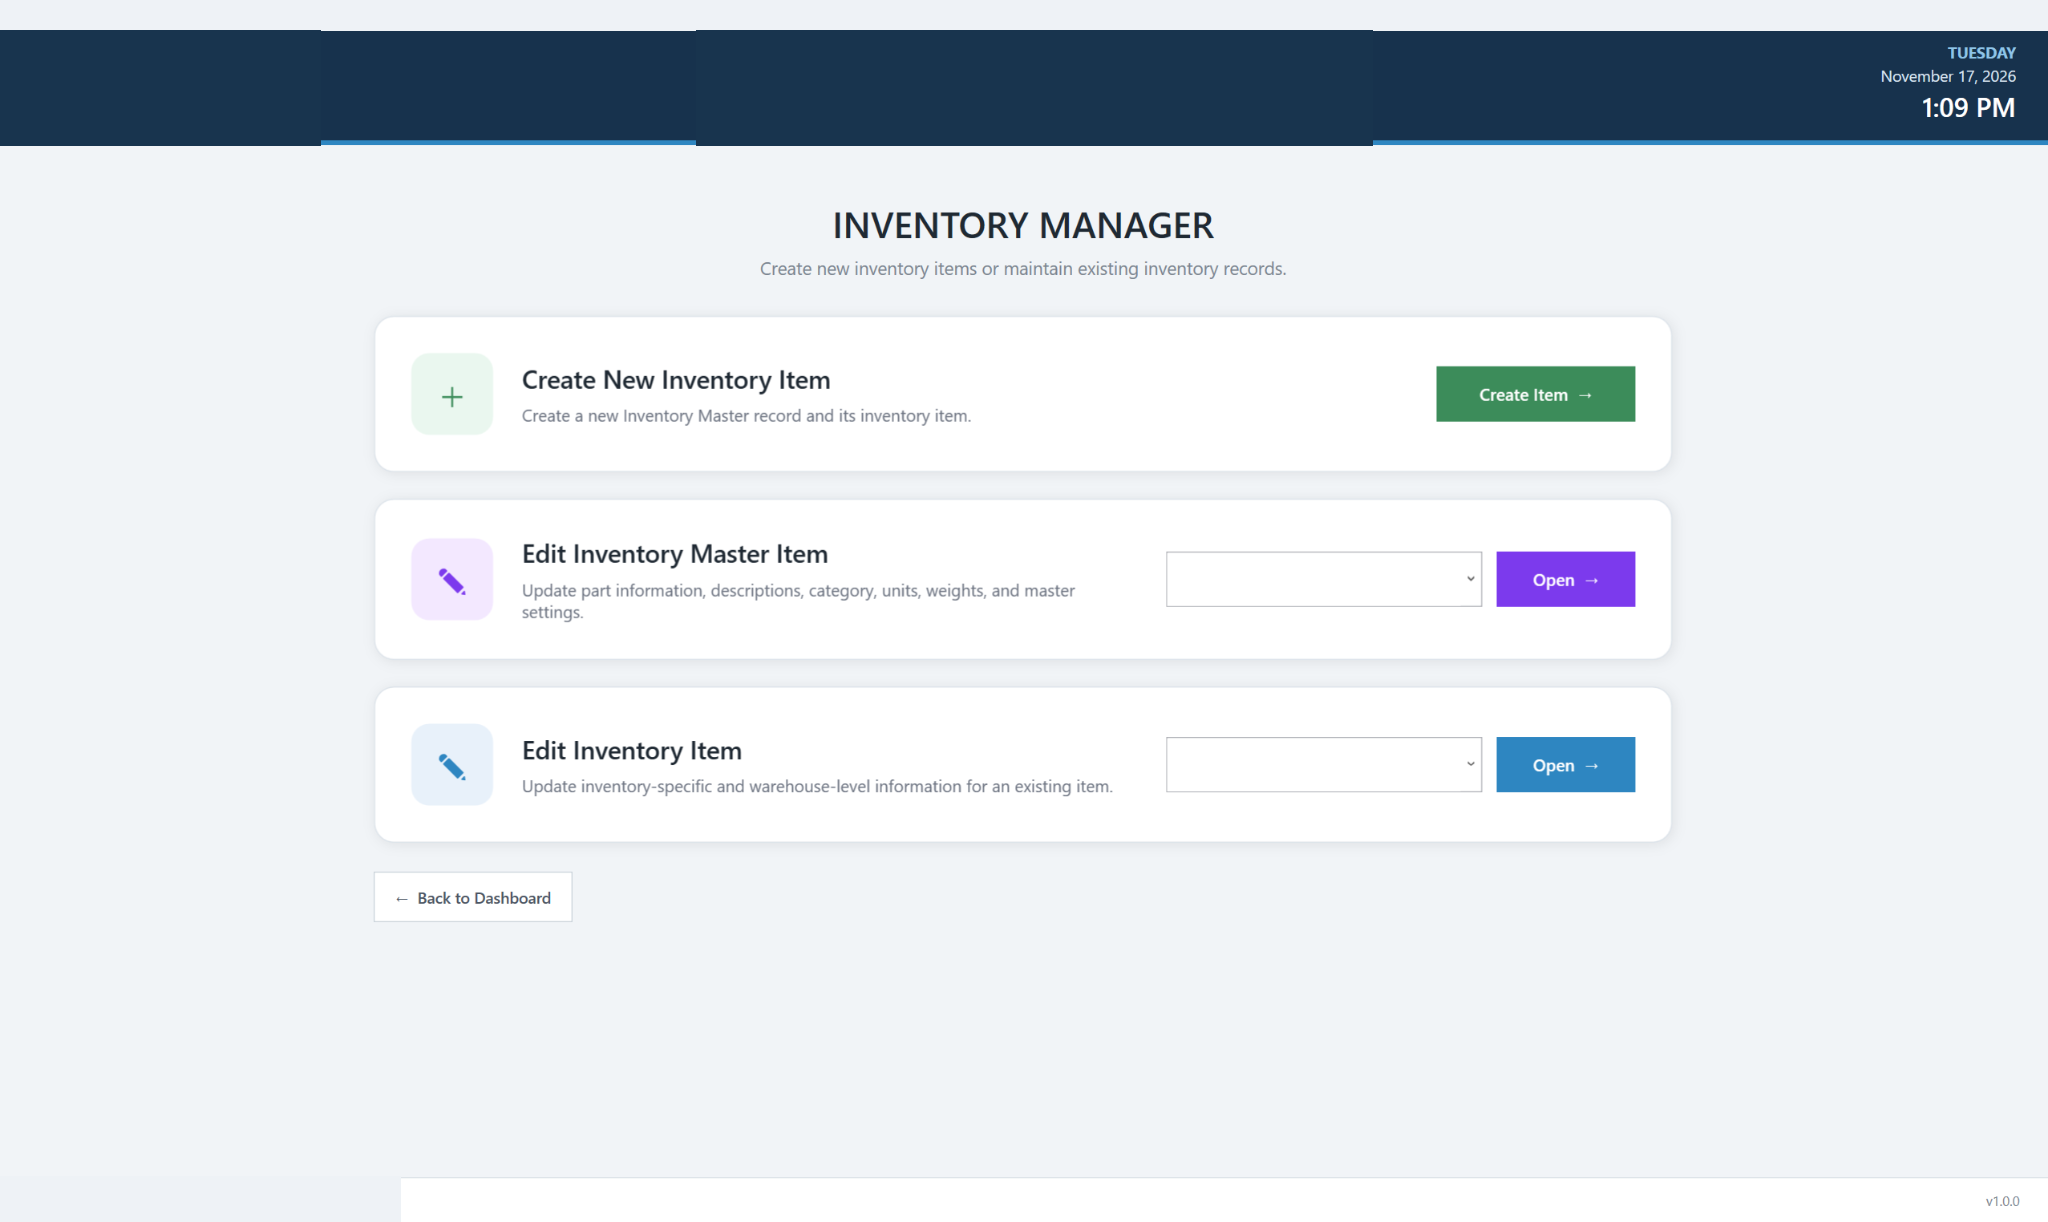 TUESDAY
November 17, 2026
1:09 PM
INVENTORY MANAGER
Create new inventory items or maintain existing inventory records.
Create New Inventory Item
Create a new Inventory Master record and its inventory item.
Create Item →
Edit Inventory Master Item
Update part information, descriptions, category, units, weights, and master
settings.
Open →
Edit Inventory Item
Update inventory-specific and warehouse-level information for an existing item.
Open →
← Back to Dashboard
v1.0.0